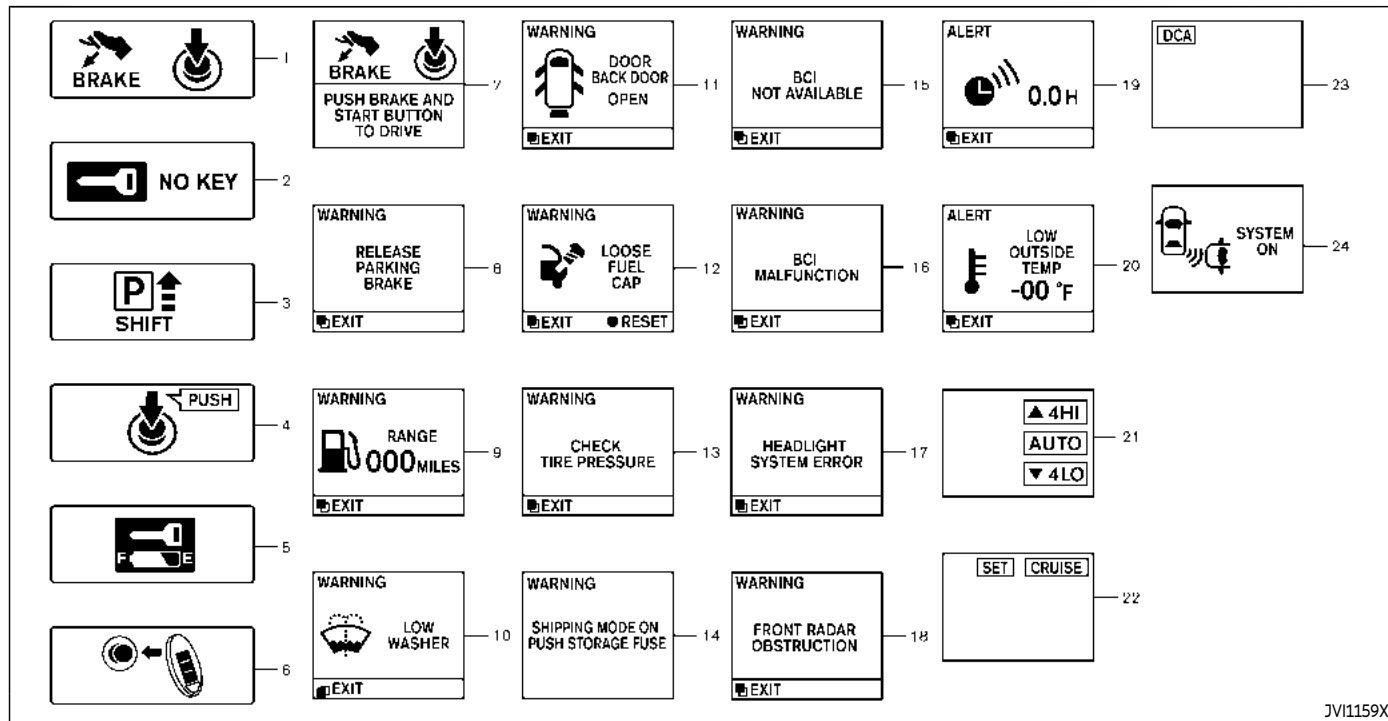 BRAKE
1
NO KEY
2
P
SHIFT
3
PUSH
4
F E
5
6
BRAKE
PUSH BRAKE AND
START BUTTON
TO DRIVE
7
WARNING
RELEASE
PARKING
BRAKE
EXIT
8
WARNING
RANGE
000 MILES
EXIT
9
WARNING
LOW
WASHER
EXIT
10
WARNING
DOOR
BACK DOOR
OPEN
EXIT
11
WARNING
LOOSE
FUEL
CAP
EXIT RESET
12
WARNING
CHECK
TIRE PRESSURE
EXIT
13
WARNING
SHIPPING MODE ON
PUSH STORAGE FUSE
14
WARNING
BCI
NOT AVAILABLE
EXIT
15
WARNING
BCI
MALFUNCTION
EXIT
16
WARNING
HEADLIGHT
SYSTEM ERROR
EXIT
17
WARNING
FRONT RADAR
OBSTRUCTION
EXIT
18
ALERT
0.0 H
EXIT
19
ALERT
LOW
OUTSIDE
TEMP
-00 °F
EXIT
20
▲ 4HI
AUTO
▼ 4LO
21
SET CRUISE
22
DCA
23
SYSTEM
ON
24
JVI1159X